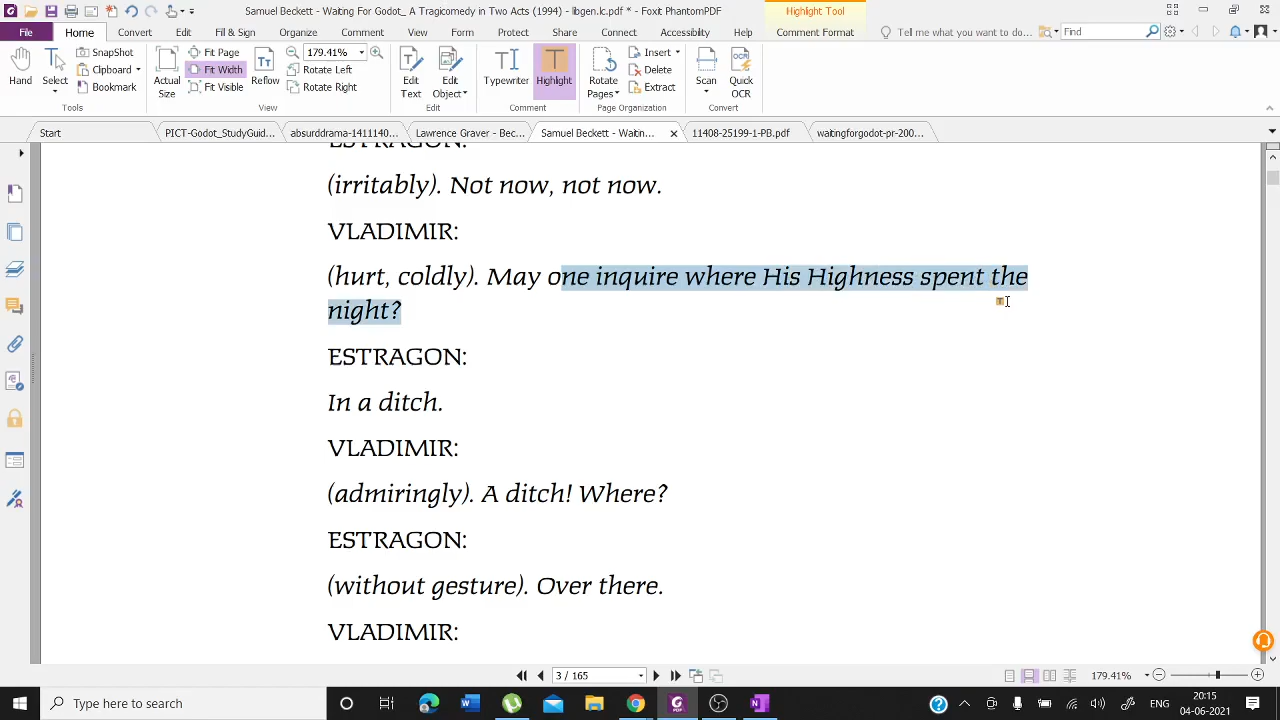 Samuel Beckett - Waiting For Godot_ A Tragicomedy in Two Acts (1994) - libgen.lc.pdf * - Foxit PhantomPDF
Highlight Tool
File Home Convert Edit Fill & Sign Organize Comment View Form Protect Share Connect Accessibility Help Comment Format Tell me what you want to do... Find
Hand Select SnapShot Clipboard Bookmark Actual Size Fit Page Fit Width Fit Visible Reflow 179.41% Rotate Left Rotate Right Edit Text Edit Object Typewriter Highlight Rotate Pages Insert Delete Extract Scan Quick OCR
Tools View Edit Comment Page Organization Convert
Start PICT-Godot_StudyGuid... absurddrama-1411140... Lawrence Graver - Bec... Samuel Beckett - Waitin... 11408-25199-1-PB.pdf waitingforgodot-pr-200...
ESTRAGON:
(irritably). Not now, not now.
VLADIMIR:
(hurt, coldly). May one inquire where His Highness spent the
night?
ESTRAGON:
In a ditch.
VLADIMIR:
(admiringly). A ditch! Where?
ESTRAGON:
(without gesture). Over there.
VLADIMIR:
3 / 165 179.41%
Type here to search ENG 20:15
04-06-2021